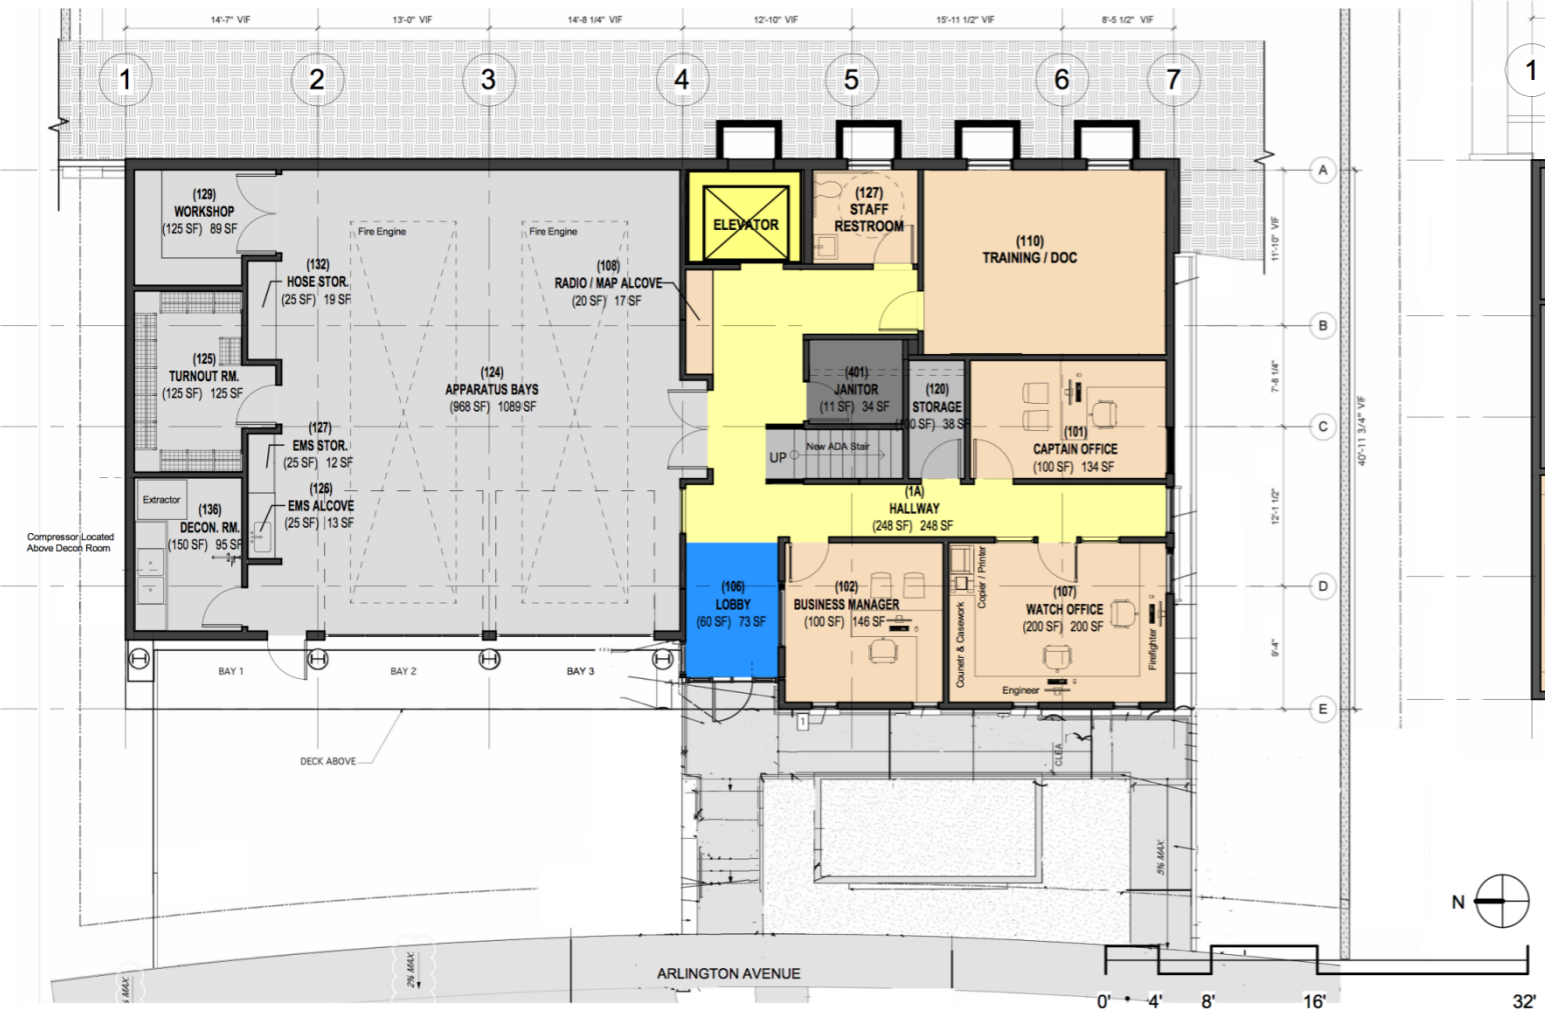 14'-7" VIF
13'-0" VIF
14'-8 1/4" VIF
12'-10" VIF
15'-11 1/2" VIF
8'-5 1/2" VIF
1
2
3
4
5
6
7
1
A
B
C
D
E
11'-10" VIF
7'-8 1/4"
12'-1 1/2"
9'-4"
40'-11 3/4" VIF
(129)
WORKSHOP
(125 SF) 89 SF
Fire Engine
Fire Engine
(132)
HOSE STOR.
(25 SF) 19 SF
(108)
RADIO / MAP ALCOVE
(20 SF) 17 SF
ELEVATOR
(127)
STAFF
RESTROOM
(110)
TRAINING / DOC
(125)
TURNOUT RM.
(125 SF) 125 SF
(124)
APPARATUS BAYS
(968 SF) 1089 SF
(401)
JANITOR
(11 SF) 34 SF
(120)
STORAGE
(100 SF) 38 SF
(101)
CAPTAIN OFFICE
(100 SF) 134 SF
(127)
EMS STOR.
(25 SF) 12 SF
UP
New ADA Stair
(126)
EMS ALCOVE
(25 SF) 13 SF
Extractor
(136)
DECON. RM.
(150 SF) 95 SF
Compressor Located
Above Decon Room
(1A)
HALLWAY
(248 SF) 248 SF
(106)
LOBBY
(60 SF) 73 SF
(102)
BUSINESS MANAGER
(100 SF) 146 SF
Copier / Printer
Counetr & Casework
(107)
WATCH OFFICE
(200 SF) 200 SF
Firefighter
Engineer
BAY 1
BAY 2
BAY 3
1
DECK ABOVE
CLEA
5% MAX.
2% MAX.
% MAX.
ARLINGTON AVENUE
N
0'
4'
8'
16'
32'